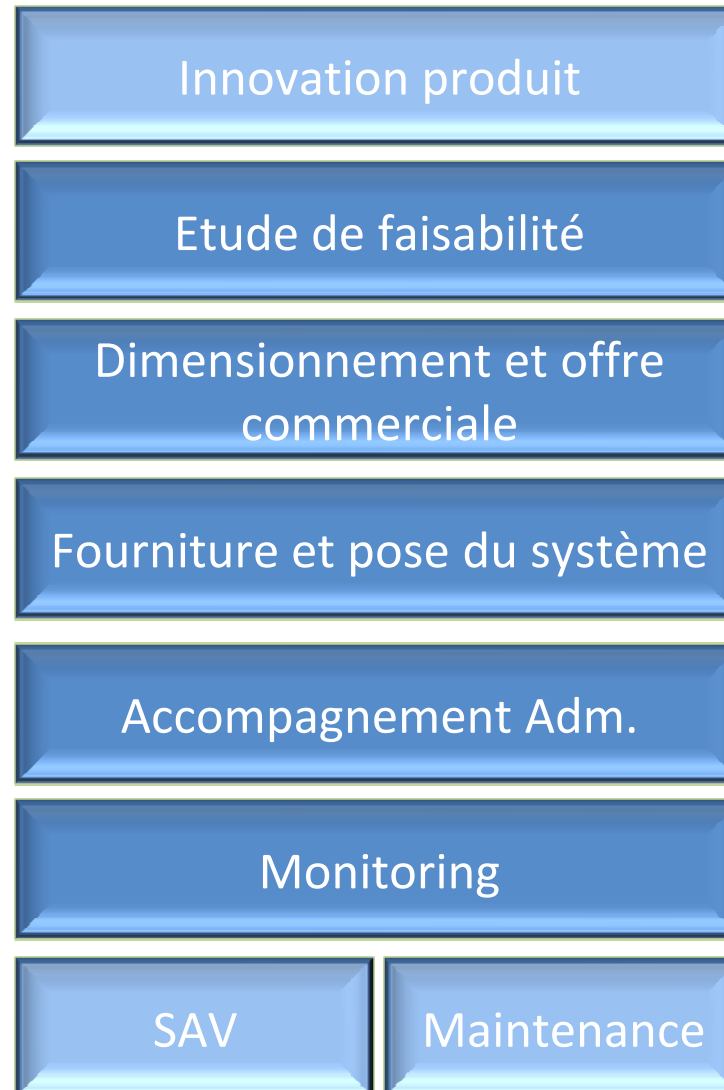 Innovation produit
Etude de faisabilité
Dimensionnement et offre
commerciale
Fourniture et pose du système
Accompagnement Adm.
Monitoring
SAV
Maintenance